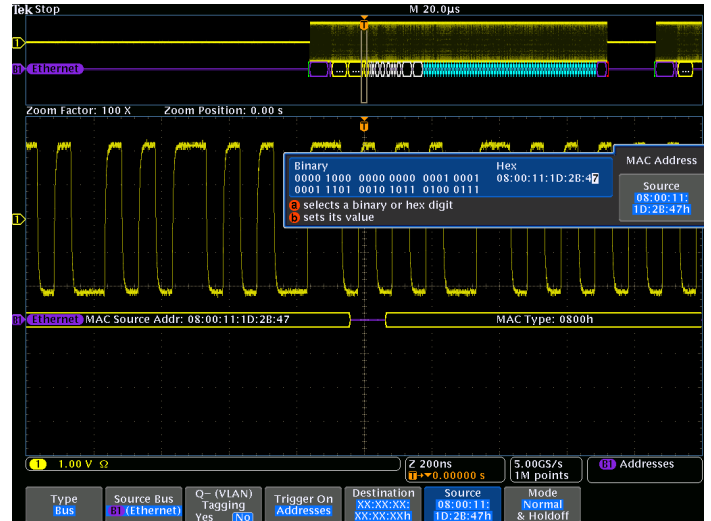 Tek Stop
M 20.0µs
T
1
B1 Ethernet
... ...
...
Zoom Factor: 100 X Zoom Position: 0.00 s
T
Binary Hex
0000 1000 0000 0000 0001 0001 08:00:11:1D:2B:47
0001 1101 0010 1011 0100 0111
a selects a binary or hex digit
b sets its value
MAC Address
Source
08:00:11:
1D:2B:47h
1
B1 Ethernet MAC Source Addr: 08:00:11:1D:2B:47
MAC Type: 0800h
1 1.00 V Ω
Z 200ns
T→▼0.00000 s
5.00GS/s
1M points
B1 Addresses
Type
Bus
Source Bus
B1 (Ethernet)
Q− (VLAN)
Tagging
Yes No
Trigger On
Addresses
Destination
XX:XX:XX:
XX:XX:XXh
Source
08:00:11:
1D:2B:47h
Mode
Normal
& Holdoff